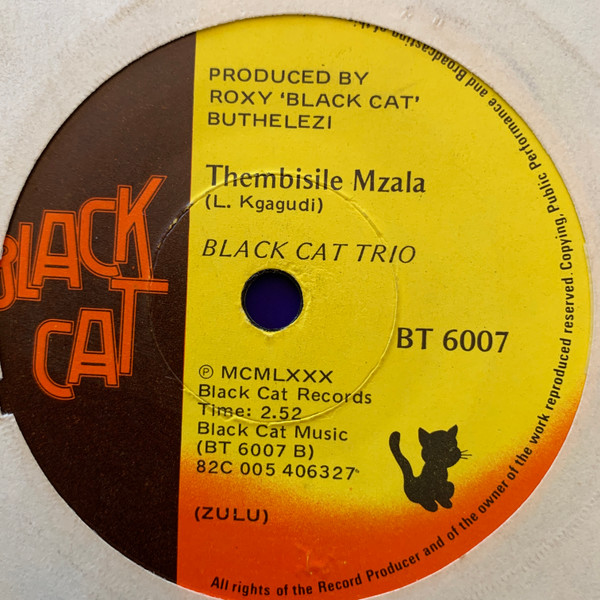 PRODUCED BY
ROXY ‘BLACK CAT’
BUTHELEZI
Thembisile Mzala
(L. Kgagudi)
BLACK CAT TRIO
BT 6007
Ⓟ MCMLXXX
Black Cat Records
Time: 2.52
Black Cat Music
(BT 6007 B)
82C 005 406327
(ZULU)
BLACK
CAT
All rights of the Record Producer and of the owner of the work reproduced reserved. Copying, Public Performance and Broadcasting of this